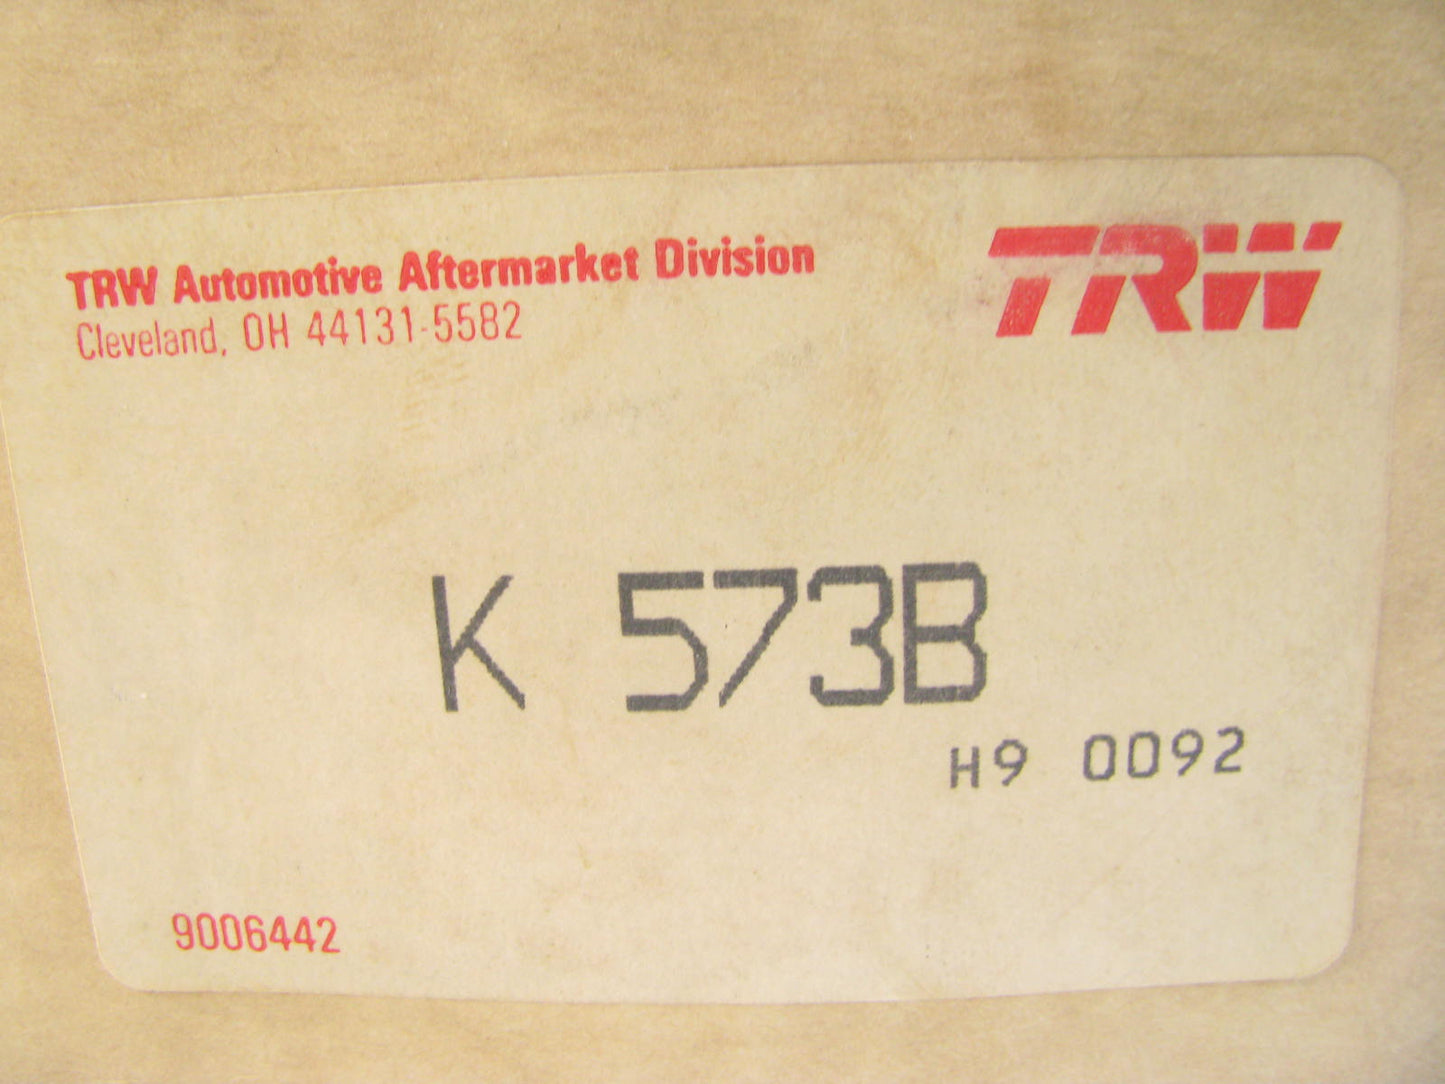 TRW Automotive Aftermarket Division
Cleveland, OH 44131-5582
TRW
K 573B
H9 0092
9006442